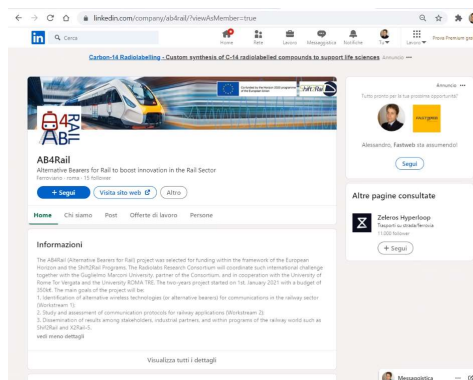 linkedin.com/company/ab4rail/?viewAsMember=true
in
Cerca
Home
Rete
Lavoro
Messaggistica
Notifiche
Tu
Lavoro
Prova Premium gra
Carbon-14 Radiolabelling - Custom synthesis of C-14 radiolabelled compounds to support life sciences Annuncio •••
Shift2Rail
AB4Rail
Alternative Bearers for Rail to boost innovation in the Rail Sector
Ferroviario · roma · 15 follower
+ Segui
Visita sito web
Altro
Home
Chi siamo
Post
Offerte di lavoro
Persone
Informazioni
The AB4Rail (Alternative Bearers for Rail) project was selected for funding within the framework of the European
Horizon and the Shift2Rail Programs. The Radiolabs Research Consortium will coordinate such international challenge
together with the Guglielmo Marconi University, partner of the Consortium, and in cooperation with the University of
Rome Tor Vergata and the University ROMA TRE. The two-years project started on 1st. January 2021 with a budget of
350k€. The main goals of the project will be:
1. Identification of alternative wireless technologies (or alternative bearers) for communications in the railway sector
(Workstream 1);
2. Study and assessment of communication protocols for railway applications (Workstream 2);
3. Dissemination of results among stakeholders, industrial partners, and within programs of the railway world such as
Shift2Rail and X2Rail-5.
vedi meno dettagli
Visualizza tutti i dettagli
Annuncio •••
Tutto pronto per la tua prossima opportunità?
Alessandro, Fastweb sta assumendo!
Segui
Altre pagine consultate
Zeleros Hyperloop
Trasporti su strada/ferrovia
11.000 follower
+ Segui
Messaggistica